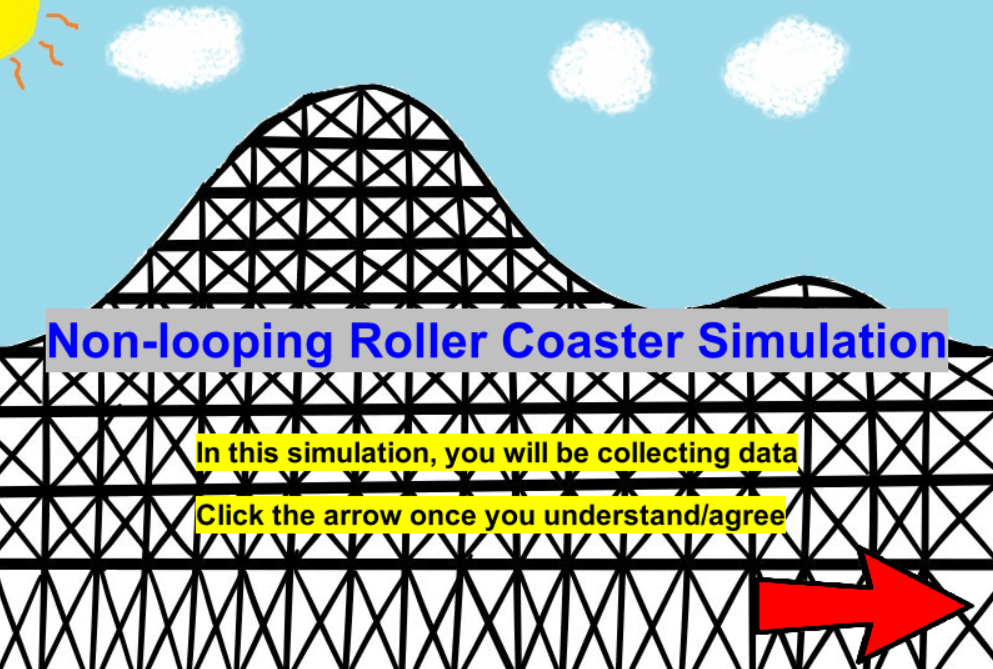 Non-looping Roller Coaster Simulation
In this simulation, you will be collecting data
Click the arrow once you understand/agree